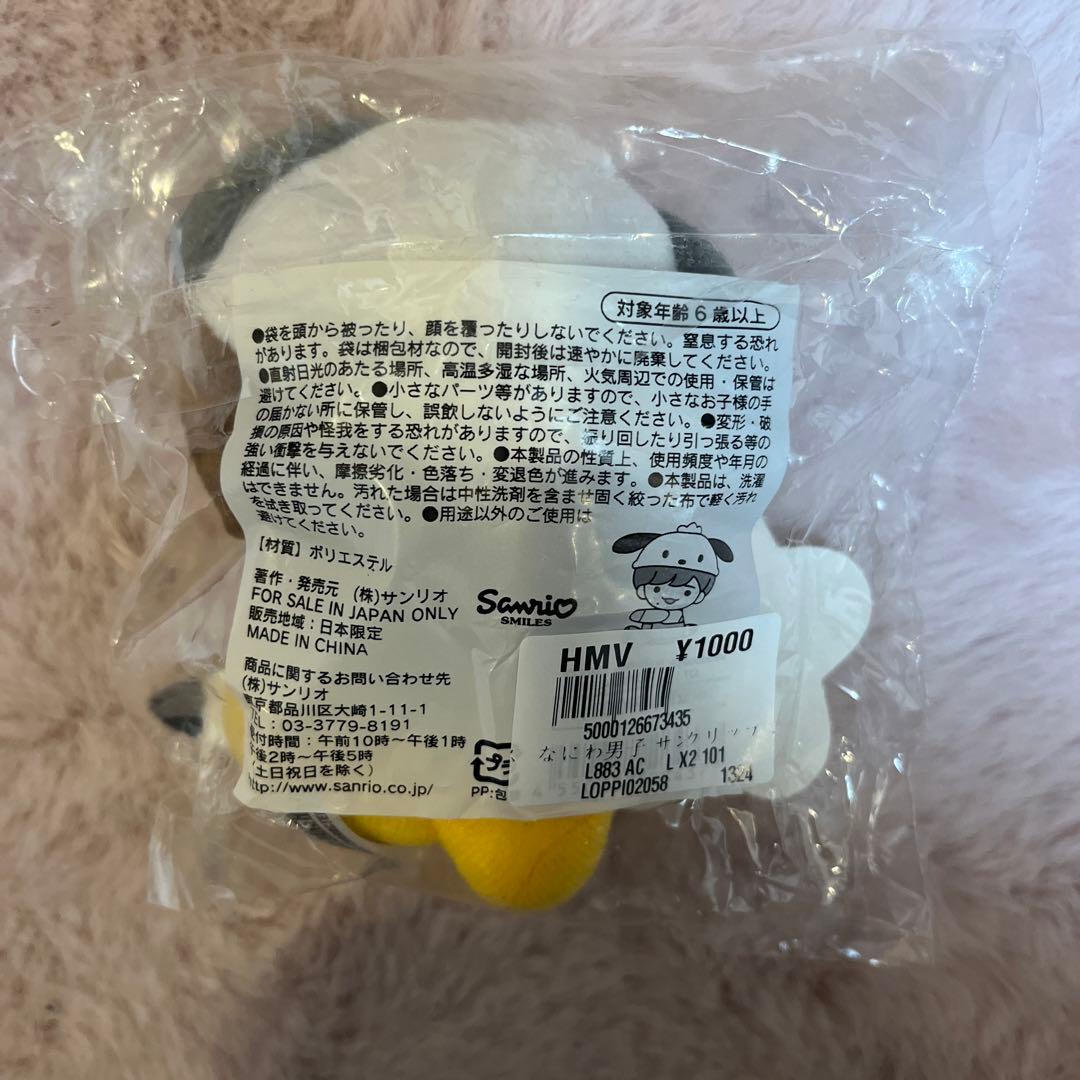 対象年齢6歳以上
●袋を頭から被ったり、顔を覆ったりしないでください。窒息する恐れ
があります。袋は梱包材なので、開封後は速やかに廃棄してください。
●直射日光のあたる場所、高温多湿な場所、火気周辺での使用・保管は
避けてください。●小さなパーツ等がありますので、小さなお子様の手
の届かない所に保管し、誤飲しないようにご注意ください。●変形・破
損の原因や怪我をする恐れがありますので、振り回したり引っ張る等の
強い衝撃を与えないでください。●本製品の性質上、使用頻度や年月の
経過に伴い、摩擦劣化・色落ち・変退色が進みます。●本製品は、洗濯
はできません。汚れた場合は中性洗剤を含ませ固く絞った布で軽く汚れ
を拭き取ってください。●用途以外のご使用は
避けてください。
【材質】ポリエステル
著作・発売元 (株)サンリオ
FOR SALE IN JAPAN ONLY
販売地域:日本限定
MADE IN CHINA
Sanrio
SMILES
商品に関するお問い合わせ先
(株)サンリオ
東京都品川区大崎1-11-1
TEL:03-3779-8191
受付時間:午前10時～午後1時
午後2時～午後5時
(土日祝日を除く)
http://www.sanrio.co.jp/
プラ
PP:包
HMV ¥1000
5000126673435
なにわ男子 サンクリップ
L883 AC L X2 101
LOPPI02058 1324